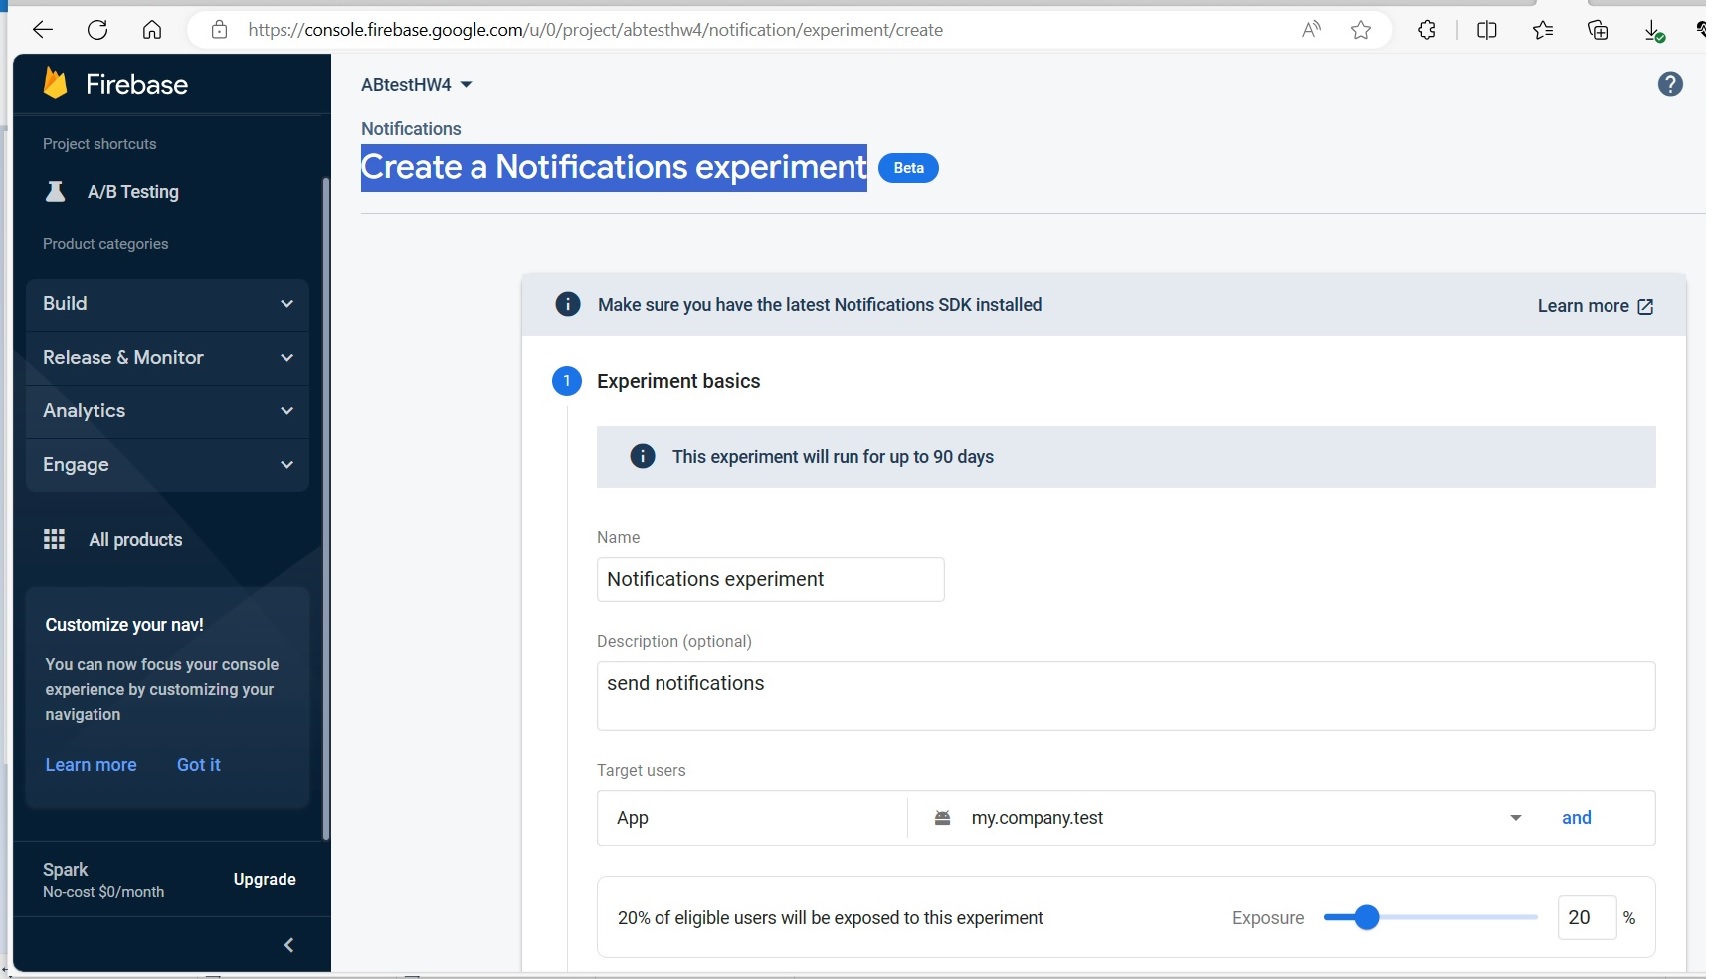 https://console.firebase.google.com/u/0/project/abtesthw4/notification/experiment/create
Firebase
Project shortcuts
A/B Testing
Product categories
Build
Release & Monitor
Analytics
Engage
All products
Customize your nav!
You can now focus your console
experience by customizing your
navigation
Learn more Got it
Spark
No-cost $0/month
Upgrade
ABtestHW4
Notifications
Create a Notifications experiment Beta
Make sure you have the latest Notifications SDK installed Learn more
1 Experiment basics
This experiment will run for up to 90 days
Name
Notifications experiment
Description (optional)
send notifications
Target users
App my.company.test and
20% of eligible users will be exposed to this experiment Exposure 20 %